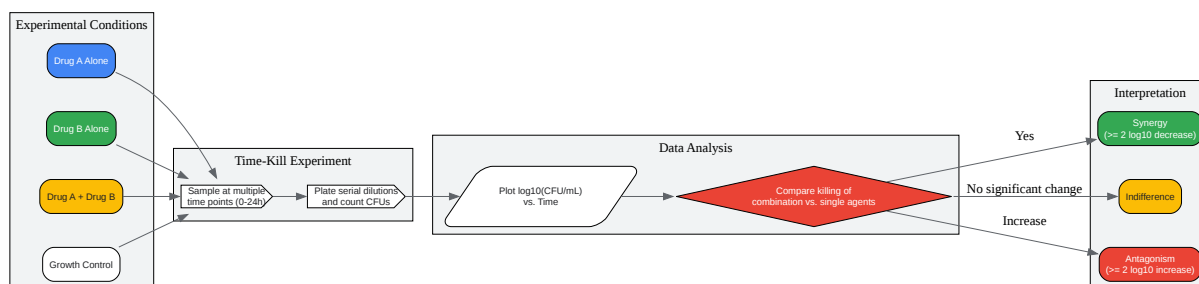 Experimental Conditions
Drug A Alone
Drug B Alone
Drug A + Drug B
Growth Control
Time-Kill Experiment
Sample at multiple
time points (0-24h)
Plate serial dilutions
and count CFUs
Data Analysis
Plot log10(CFU/mL)
vs. Time
Compare killing of
combination vs. single agents
Yes
No significant change
Increase
Interpretation
Synergy
(>= 2 log10 decrease)
Indifference
Antagonism
(>= 2 log10 increase)